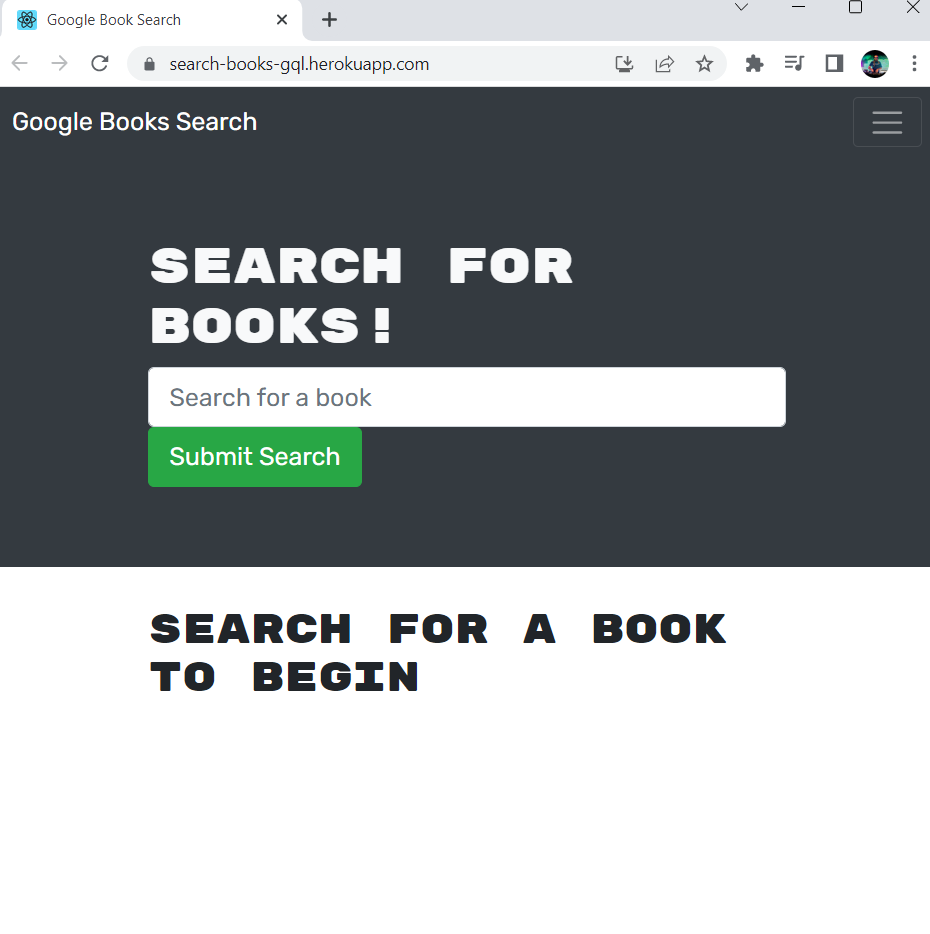 Google Book Search
search-books-gql.herokuapp.com
Google Books Search
SEARCH FOR
BOOKS!
Search for a book
Submit Search
SEARCH FOR A BOOK
TO BEGIN